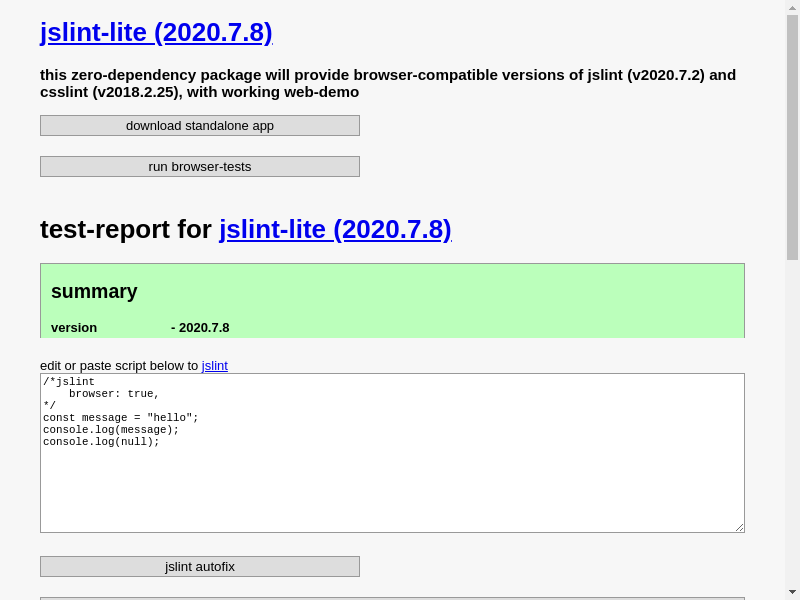 jslint-lite (2020.7.8)
this zero-dependency package will provide browser-compatible versions of jslint (v2020.7.2) and
csslint (v2018.2.25), with working web-demo
download standalone app
run browser-tests
test-report for jslint-lite (2020.7.8)
summary
version - 2020.7.8
edit or paste script below to jslint
/*jslint
    browser: true,
*/
const message = "hello";
console.log(message);
console.log(null);
jslint autofix